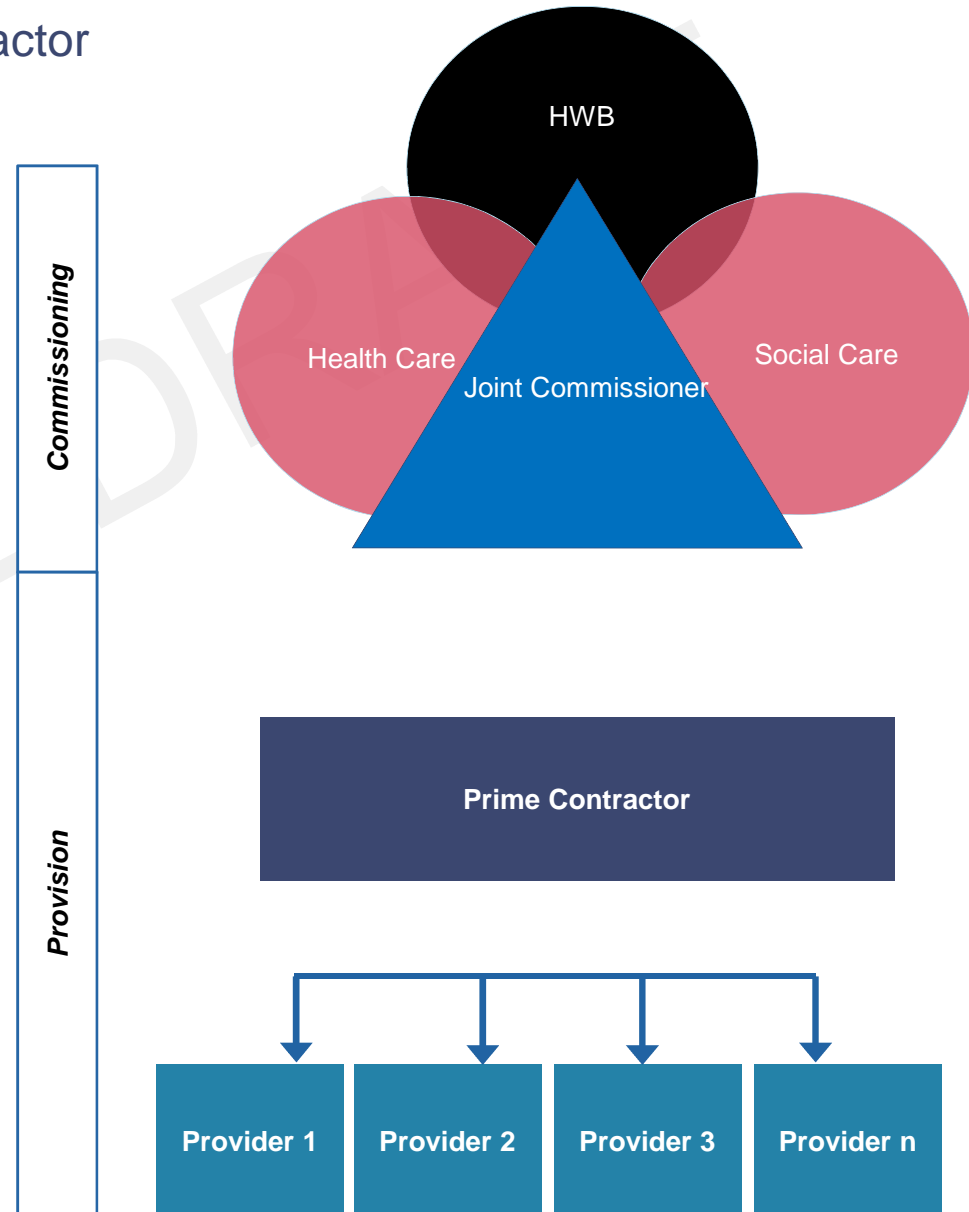 actor
HWB
Commissioning
Health Care
Social Care
Joint Commissioner
Prime Contractor
Provision
Provider 1
Provider 2
Provider 3
Provider n
DRA